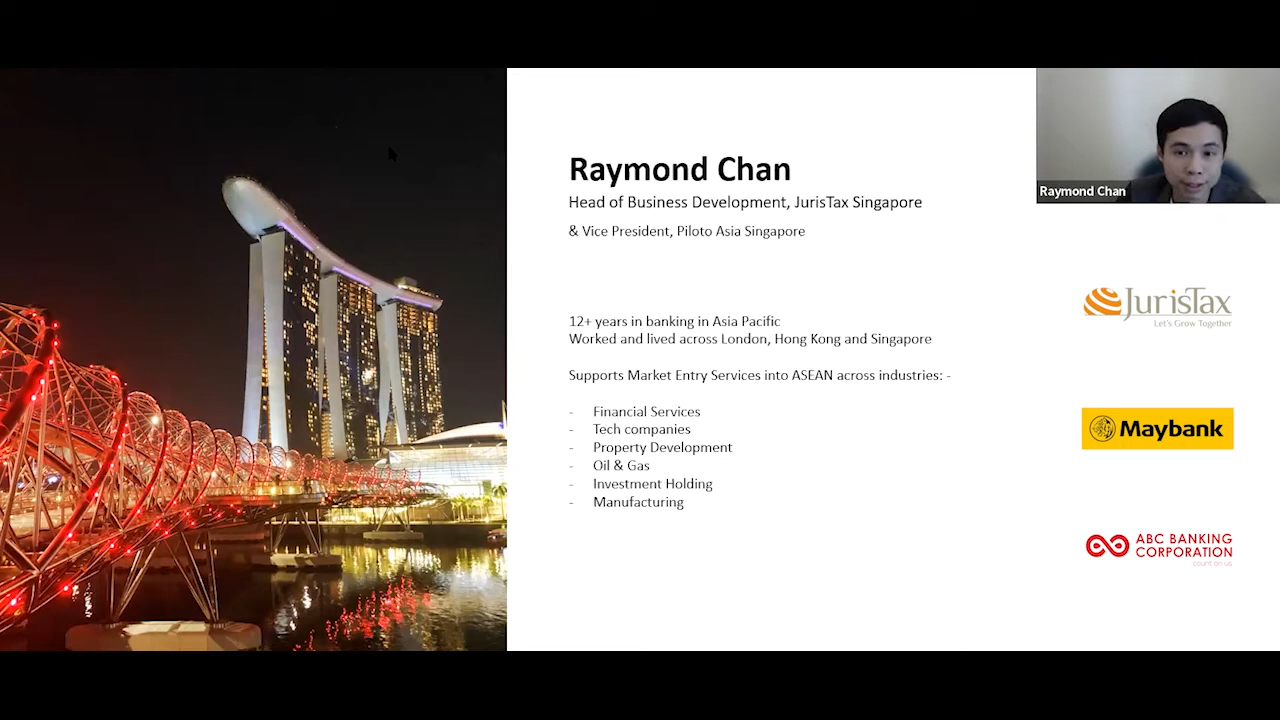 Raymond Chan
Head of Business Development, JurisTax Singapore
& Vice President, Piloto Asia Singapore
12+ years in banking in Asia Pacific
Worked and lived across London, Hong Kong and Singapore
Supports Market Entry Services into ASEAN across industries: -
- Financial Services
- Tech companies
- Property Development
- Oil & Gas
- Investment Holding
- Manufacturing
Raymond Chan
JurisTax
Let's Grow Together
Maybank
ABC BANKING
CORPORATION
count on us